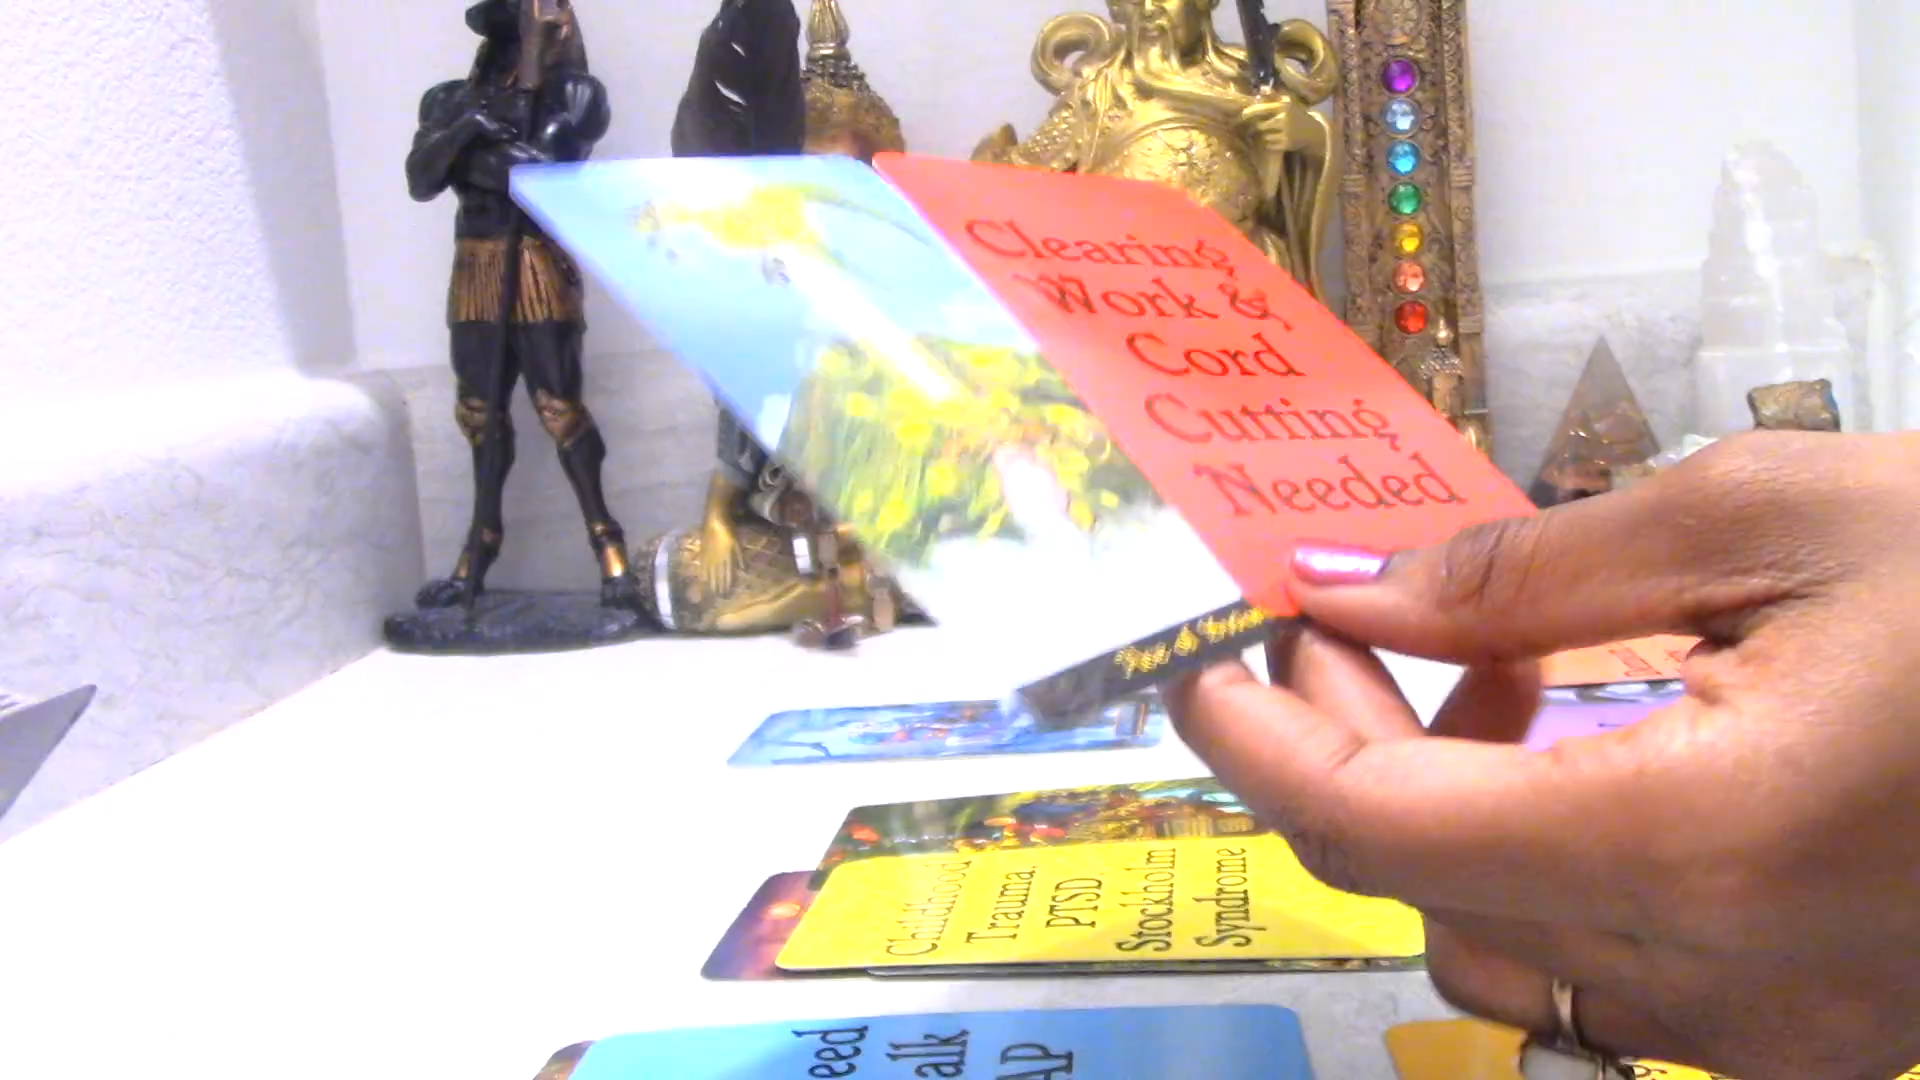 Clearing
Work &
Cord
Cutting
Needed
Childhood
Trauma,
PTSD
Stockholm
Syndrome
eed
alk
AP